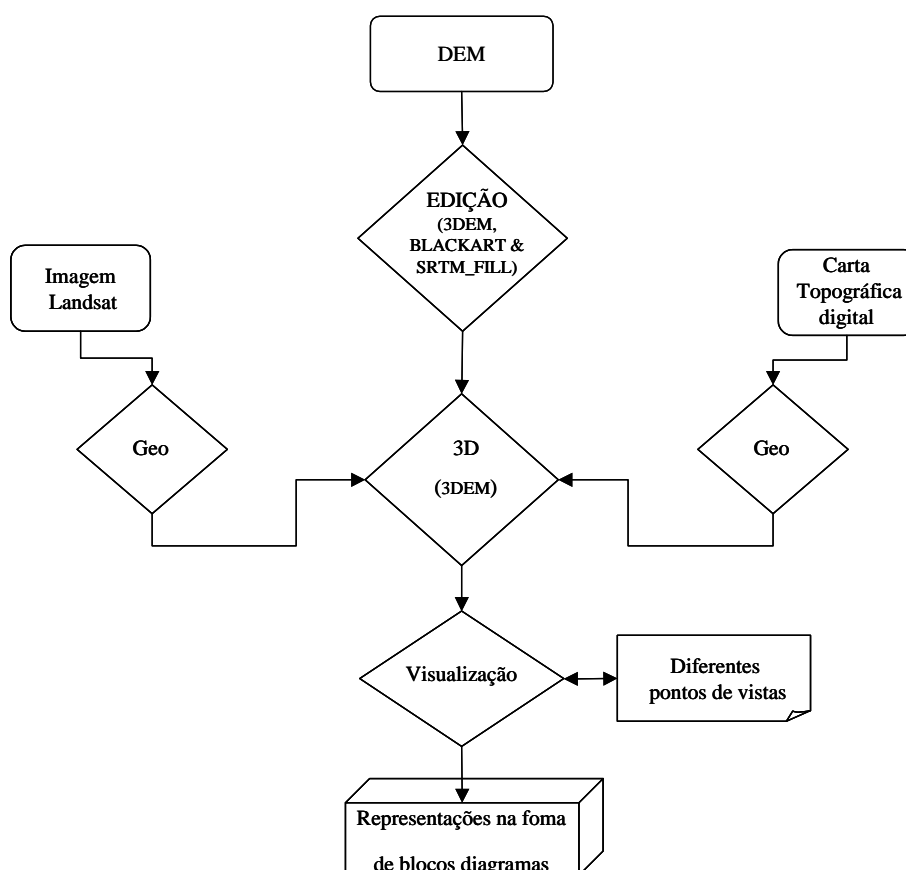 DEM
EDIÇÃO
(3DEM,
BLACKART &
SRTM_FILL)
Imagem
Landsat
Carta
Topográfica
digital
Geo
3D
(3DEM)
Geo
Visualização
Diferentes
pontos de vistas
Representações na foma
de blocos diagramas